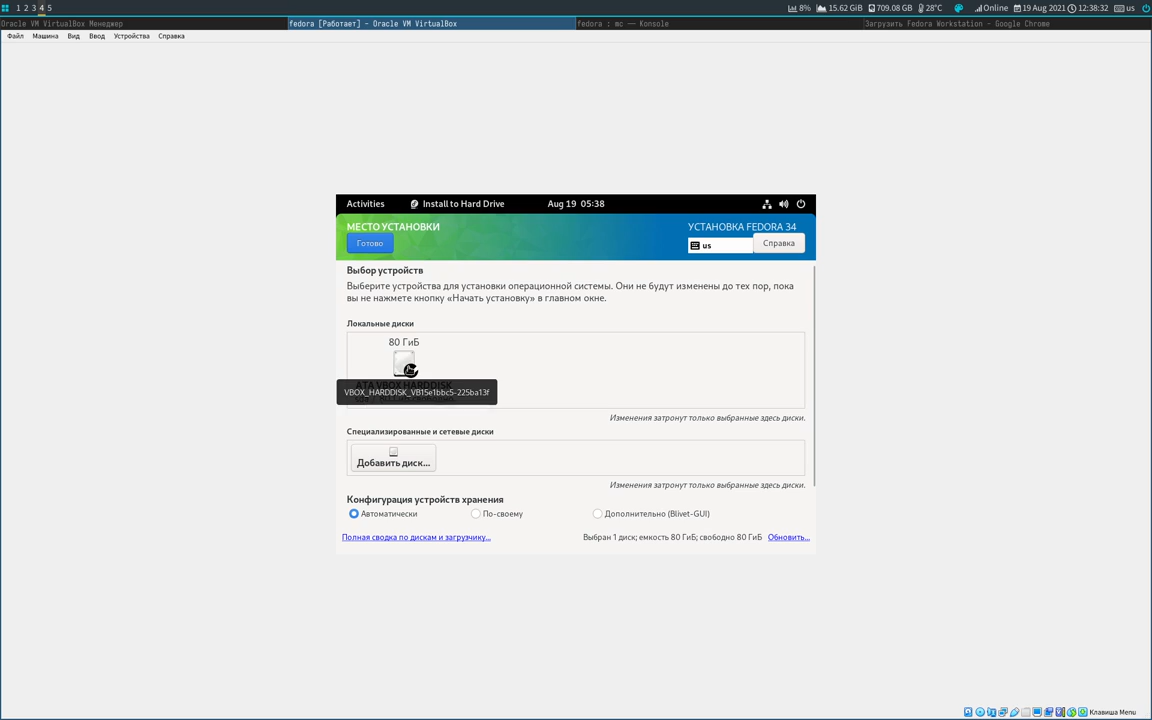 1 2 3 4 5
8% 15.62 GiB 709.08 GB 28°C Online 19 Aug 2021 12:38:32 us
Oracle VM VirtualBox Менеджер
fedora [Работает] - Oracle VM VirtualBox
fedora : mc — Konsole
Загрузить Fedora Workstation - Google Chrome
Файл Машина Вид Ввод Устройства Справка
Activities Install to Hard Drive Aug 19 05:38
МЕСТО УСТАНОВКИ
УСТАНОВКА FEDORA 34
Готово
us
Справка
Выбор устройств
Выберите устройства для установки операционной системы. Они не будут изменены до тех пор, пока
вы не нажмете кнопку «Начать установку» в главном окне.
Локальные диски
80 ГиБ
ATA VBOX HARDDISK
VBOX_HARDDISK_VB15e1bbc5-225ba13f
Изменения затронут только выбранные здесь диски.
Специализированные и сетевые диски
Добавить диск...
Изменения затронут только выбранные здесь диски.
Конфигурация устройств хранения
Автоматически По-своему Дополнительно (Blivet-GUI)
Полная сводка по дискам и загрузчику...
Выбран 1 диск; емкость 80 ГиБ; свободно 80 ГиБ Обновить...
Клавиша Menu